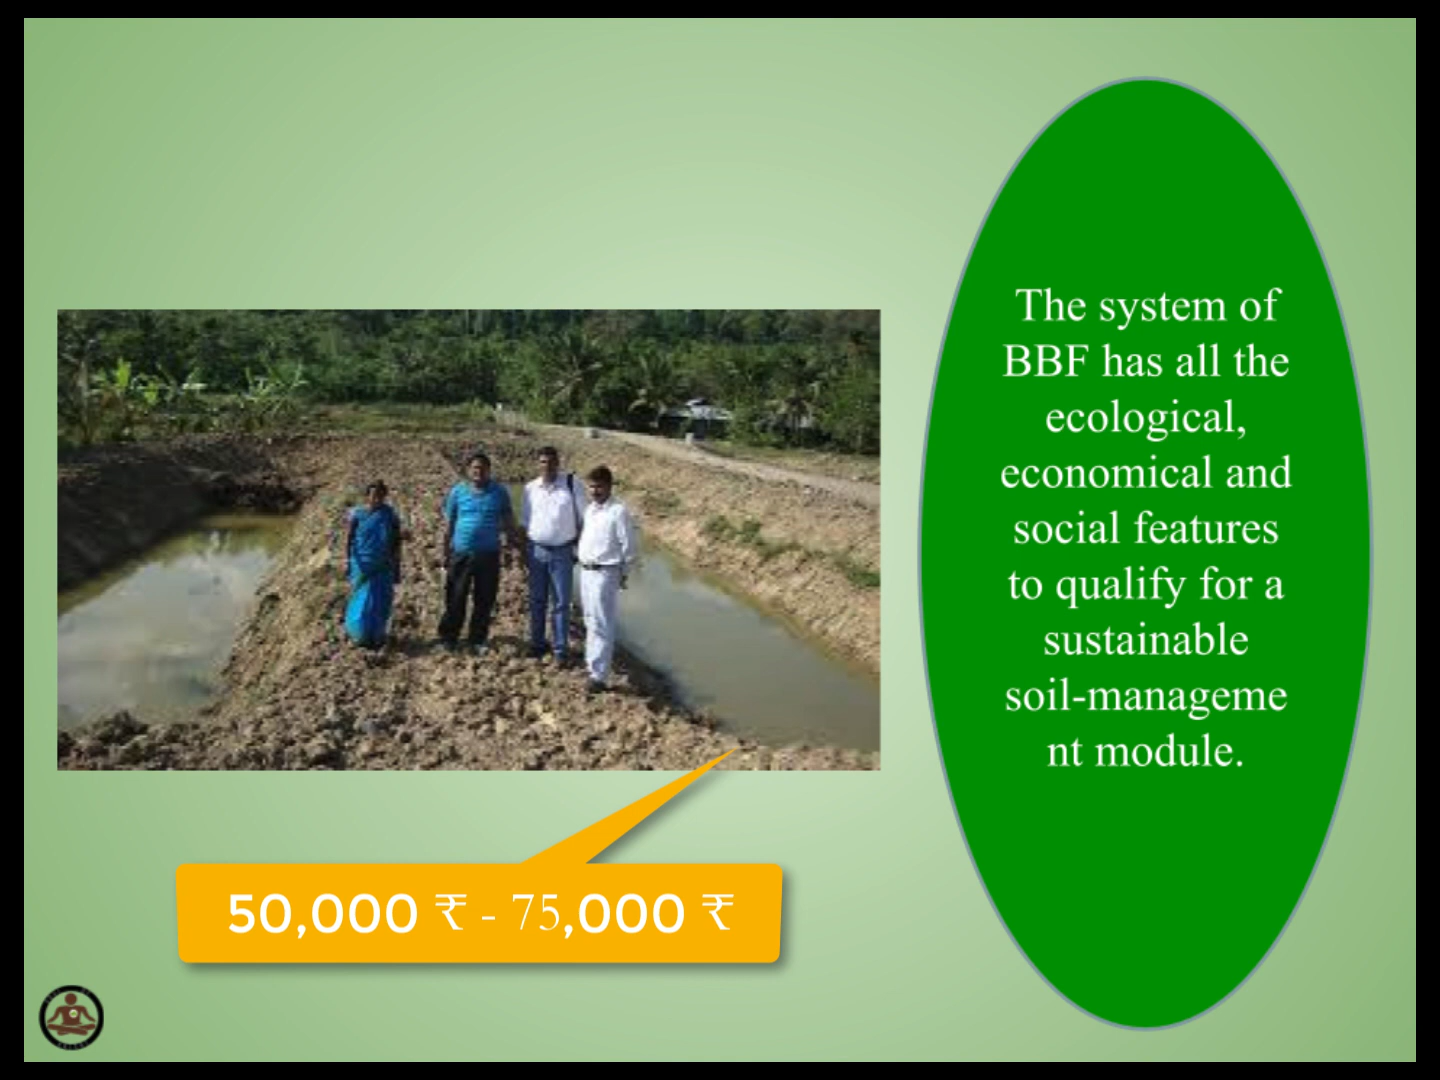 The system of
BBF has all the
ecological,
economical and
social features
to qualify for a
sustainable
soil-manageme
nt module.
50,000 ₹ - 75,000 ₹